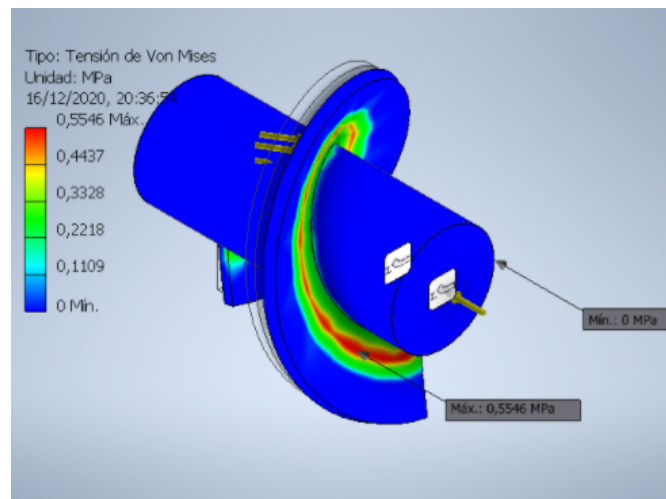 Tipo: Tensión de Von Mises
Unidad: MPa
16/12/2020, 20:36:54
0,5546 Máx.
0,4437
0,3328
0,2218
0,1109
0 Mín.
Mín.: 0 MPa
Máx.: 0,5546 MPa